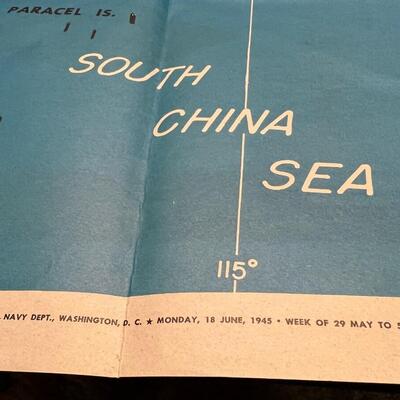 PARACEL IS.
SOUTH
CHINA
SEA
115°
NAVY DEPT., WASHINGTON, D. C. ★ MONDAY, 18 JUNE, 1945 • WEEK OF 29 MAY TO 5